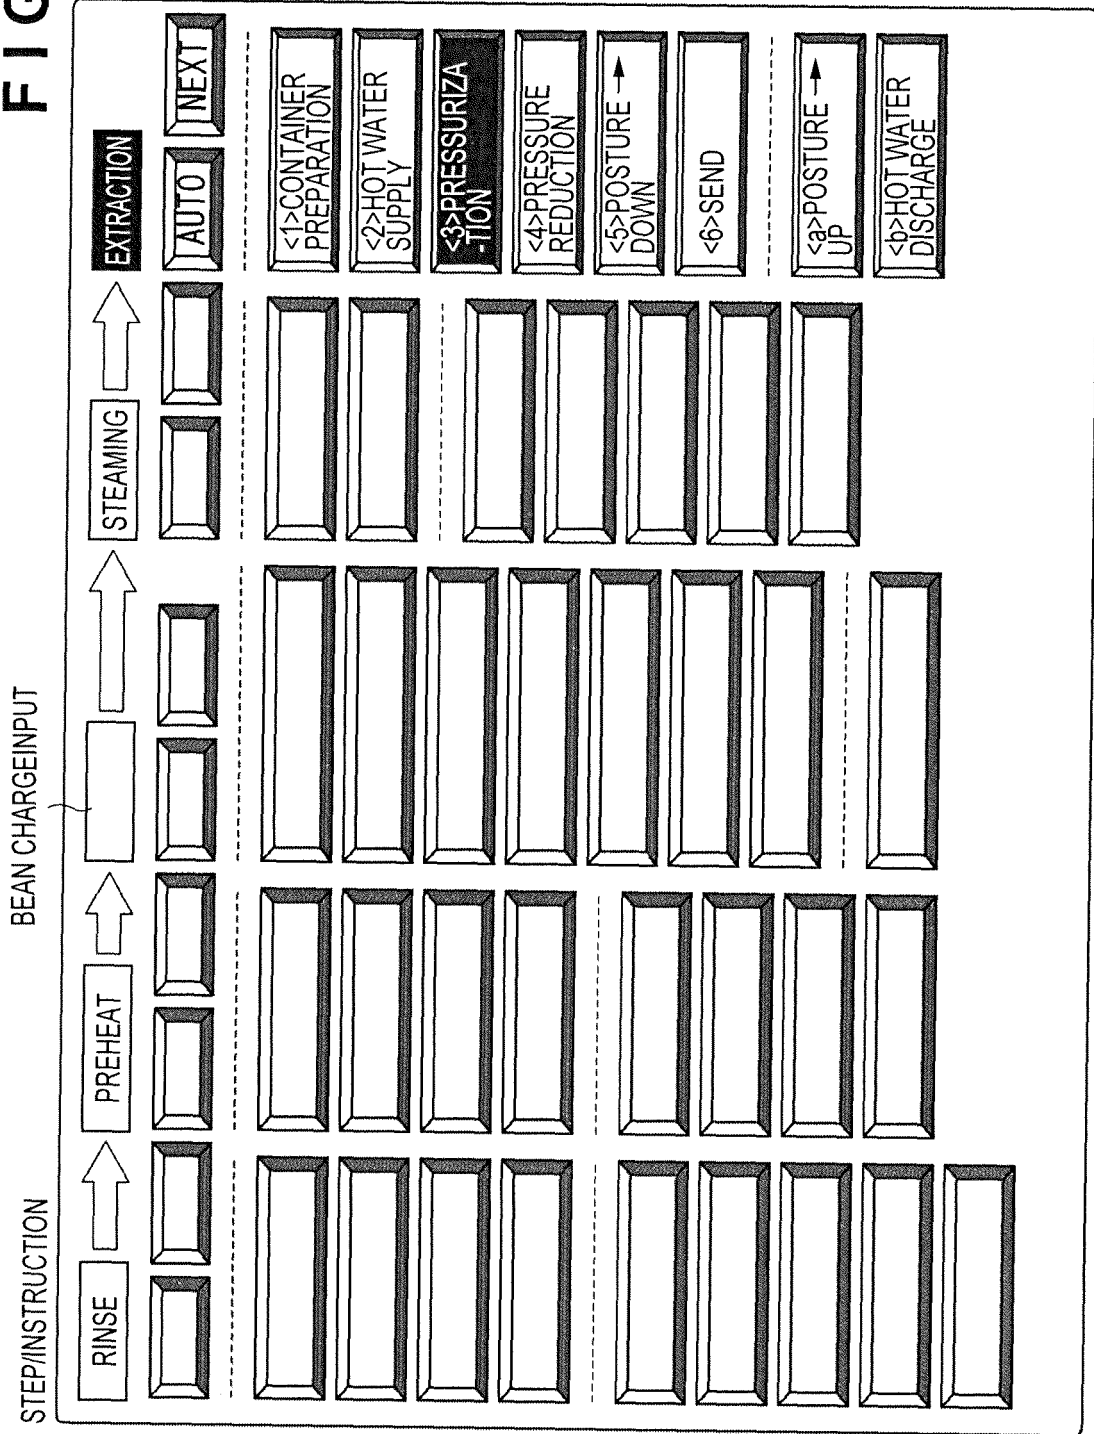 FIG
STEP/INSTRUCTION
BEAN CHARGEINPUT
RINSE
PREHEAT
STEAMING
EXTRACTION
AUTO
NEXT
<1>CONTAINER
PREPARATION
<2>HOT WATER
SUPPLY
<3>PRESSURIZA
-TION
<4>PRESSURE
REDUCTION
<5>POSTURE
DOWN
<6>SEND
<a>POSTURE
UP
<b>HOT WATER
DISCHARGE